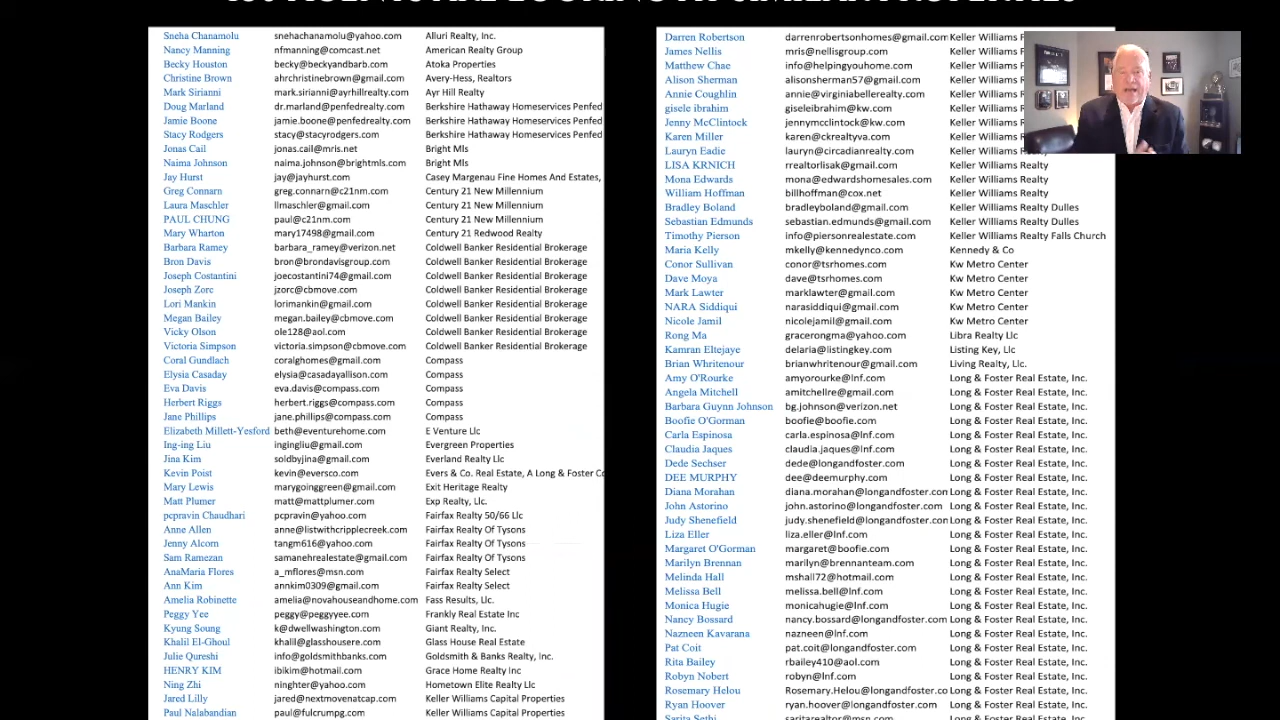 Sneha Chanamolu snehachanamolu@yahoo.com Alluri Realty, Inc.
Nancy Manning nfmanning@comcast.net American Realty Group
Becky Houston becky@beckyandbarb.com Atoka Properties
Christine Brown ahrchristinebrown@gmail.com Avery-Hess, Realtors
Mark Sirianni mark.sirianni@ayrhillrealty.com Ayr Hill Realty
Doug Marland dr.marland@penfedrealty.com Berkshire Hathaway Homeservices Penfed
Jamie Boone jamie.boone@penfedrealty.com Berkshire Hathaway Homeservices Penfed
Stacy Rodgers stacy@stacyrodgers.com Berkshire Hathaway Homeservices Penfed
Jonas Cail jonas.cail@mris.net Bright Mls
Naima Johnson naima.johnson@brightmls.com Bright Mls
Jay Hurst jay@jayhurst.com Casey Margenau Fine Homes And Estates,
Greg Connarn greg.connarn@c21nm.com Century 21 New Millennium
Laura Maschler llmaschler@gmail.com Century 21 New Millennium
PAUL CHUNG paul@c21nm.com Century 21 New Millennium
Mary Wharton mary17498@gmail.com Century 21 Redwood Realty
Barbara Ramey barbara_ramey@verizon.net Coldwell Banker Residential Brokerage
Bron Davis bron@brondavisgroup.com Coldwell Banker Residential Brokerage
Joseph Costantini joecostantini74@gmail.com Coldwell Banker Residential Brokerage
Joseph Zorc jzorc@cbmove.com Coldwell Banker Residential Brokerage
Lori Mankin lorimankin@gmail.com Coldwell Banker Residential Brokerage
Megan Bailey megan.bailey@cbmove.com Coldwell Banker Residential Brokerage
Vicky Olson ole128@aol.com Coldwell Banker Residential Brokerage
Victoria Simpson victoria.simpson@cbmove.com Coldwell Banker Residential Brokerage
Coral Gundlach coralghomes@gmail.com Compass
Elysia Casaday elysia@casadayallison.com Compass
Eva Davis eva.davis@compass.com Compass
Herbert Riggs herbert.riggs@compass.com Compass
Jane Phillips jane.phillips@compass.com Compass
Elizabeth Millett-Yesford beth@eventurehome.com E Venture Llc
Ing-ing Liu ingingliu@gmail.com Evergreen Properties
Jina Kim soldbyjina@gmail.com Everland Realty Llc
Kevin Poist kevin@eversco.com Evers & Co. Real Estate, A Long & Foster Co
Mary Lewis marygoinggreen@gmail.com Exit Heritage Realty
Matt Plumer matt@mattplumer.com Exp Realty, Llc.
pcpravin Chaudhari pcpravin@yahoo.com Fairfax Realty 50/66 Llc
Anne Allen anne@listwithcripplecreek.com Fairfax Realty Of Tysons
Jenny Alcorn tangm616@yahoo.com Fairfax Realty Of Tysons
Sam Ramezan samanehrealestate@gmail.com Fairfax Realty Of Tysons
AnaMaria Flores a_mflores@msn.com Fairfax Realty Select
Ann Kim annkim0309@gmail.com Fairfax Realty Select
Amelia Robinette amelia@novahouseandhome.com Fass Results, Llc.
Peggy Yee peggy@peggyyee.com Frankly Real Estate Inc
Kyung Soung k@dwellwashington.com Giant Realty, Inc.
Khalil El-Ghoul khalil@glasshousere.com Glass House Real Estate
Julie Qureshi info@goldsmithbanks.com Goldsmith & Banks Realty, Inc.
HENRY KIM ibikim@hotmail.com Grace Home Realty Inc
Ning Zhi ninghter@yahoo.com Hometown Elite Realty Llc
Jared Lilly jared@nextmovenatcap.com Keller Williams Capital Properties
Paul Nalabandian paul@fulcrumpg.com Keller Williams Capital Properties
Darren Robertson darrenrobertsonhomes@gmail.com Keller Williams
James Nellis mris@nellisgroup.com Keller Williams
Matthew Chae info@helpingyouhome.com Keller Williams
Alison Sherman alisonsherman57@gmail.com Keller Williams
Annie Coughlin annie@virginiabellerealty.com Keller Williams
gisele ibrahim giseleibrahim@kw.com Keller Williams
Jenny McClintock jennymcclintock@kw.com Keller Williams
Karen Miller karen@ckrealtyva.com Keller Williams
Lauryn Eadie lauryn@circadianrealty.com Keller Williams
LISA KRNICH rrealtorlisak@gmail.com Keller Williams Realty
Mona Edwards mona@edwardshomesales.com Keller Williams Realty
William Hoffman billhoffman@cox.net Keller Williams Realty
Bradley Boland bradleyboland@gmail.com Keller Williams Realty Dulles
Sebastian Edmunds sebastian.edmunds@gmail.com Keller Williams Realty Dulles
Timothy Pierson info@piersonrealestate.com Keller Williams Realty Falls Church
Maria Kelly mkelly@kennedynco.com Kennedy & Co
Conor Sullivan conor@tsrhomes.com Kw Metro Center
Dave Moya dave@tsrhomes.com Kw Metro Center
Mark Lawter marklawter@gmail.com Kw Metro Center
NARA Siddiqui narasiddiqui@gmail.com Kw Metro Center
Nicole Jamil nicolejamil@gmail.com Kw Metro Center
Rong Ma gracerongma@yahoo.com Libra Realty Llc
Kamran Eltejaye delaria@listingkey.com Listing Key, Llc
Brian Whritenour brianwhritenour@gmail.com Living Realty, Llc.
Amy O'Rourke amyorourke@lnf.com Long & Foster Real Estate, Inc.
Angela Mitchell amitchellre@gmail.com Long & Foster Real Estate, Inc.
Barbara Guynn Johnson bg.johnson@verizon.net Long & Foster Real Estate, Inc.
Boofie O'Gorman boofie@boofie.com Long & Foster Real Estate, Inc.
Carla Espinosa carla.espinosa@lnf.com Long & Foster Real Estate, Inc.
Claudia Jaques claudia.jaques@lnf.com Long & Foster Real Estate, Inc.
Dede Sechser dede@longandfoster.com Long & Foster Real Estate, Inc.
DEE MURPHY dee@deemurphy.com Long & Foster Real Estate, Inc.
Diana Morahan diana.morahan@longandfoster.con Long & Foster Real Estate, Inc.
John Astorino john.astorino@longandfoster.com Long & Foster Real Estate, Inc.
Judy Shenefield judy.shenefield@longandfoster.con Long & Foster Real Estate, Inc.
Liza Eller liza.eller@lnf.com Long & Foster Real Estate, Inc.
Margaret O'Gorman margaret@boofie.com Long & Foster Real Estate, Inc.
Marilyn Brennan marilyn@brennanteam.com Long & Foster Real Estate, Inc.
Melinda Hall mshall72@hotmail.com Long & Foster Real Estate, Inc.
Melissa Bell melissa.bell@lnf.com Long & Foster Real Estate, Inc.
Monica Hugie monicahugie@lnf.com Long & Foster Real Estate, Inc.
Nancy Bossard nancy.bossard@longandfoster.com Long & Foster Real Estate, Inc.
Nazneen Kavarana nazneen@lnf.com Long & Foster Real Estate, Inc.
Pat Coit pat.coit@longandfoster.com Long & Foster Real Estate, Inc.
Rita Bailey rbailey410@aol.com Long & Foster Real Estate, Inc.
Robyn Nobert robyn@lnf.com Long & Foster Real Estate, Inc.
Rosemary Helou Rosemary.Helou@longandfoster.co Long & Foster Real Estate, Inc.
Ryan Hoover ryan.hoover@longandfoster.com Long & Foster Real Estate, Inc.
Sarita Sethi saritarealtor@msn.com Long & Foster Real Estate, Inc.